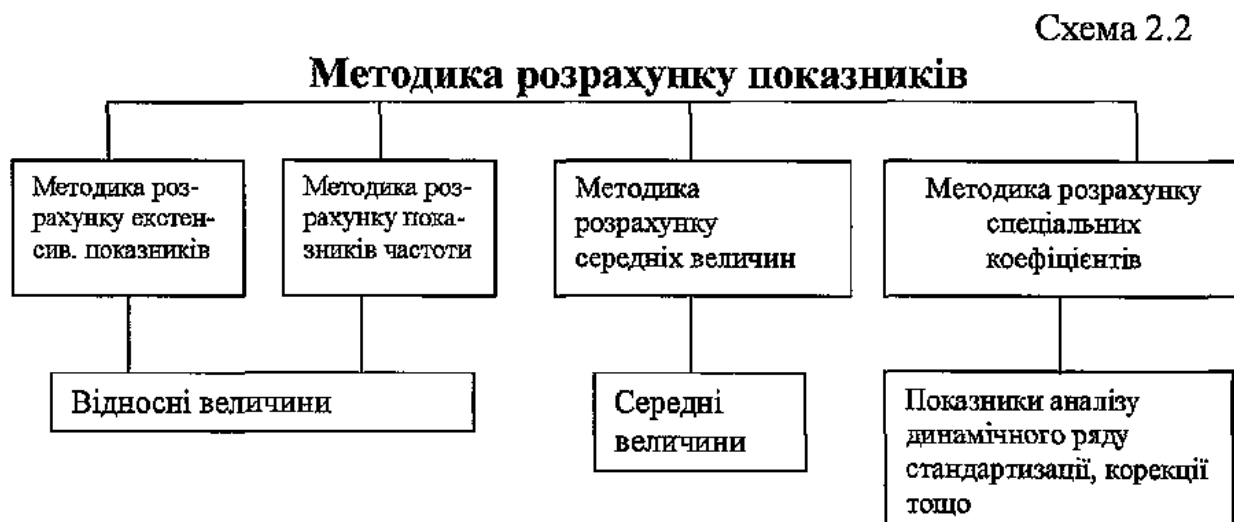 Схема 2.2
Методика розрахунку показників
Методика роз-
рахунку екстен-
сив. показників
Методика роз-
рахунку пока-
зників частоти
Методика
розрахунку
середніх величин
Методика розрахунку
спеціальних
коефіцієнтів
Відносні величини
Середні
величини
Показники аналізу
динамічного ряду
стандартизації, корекції
тощо